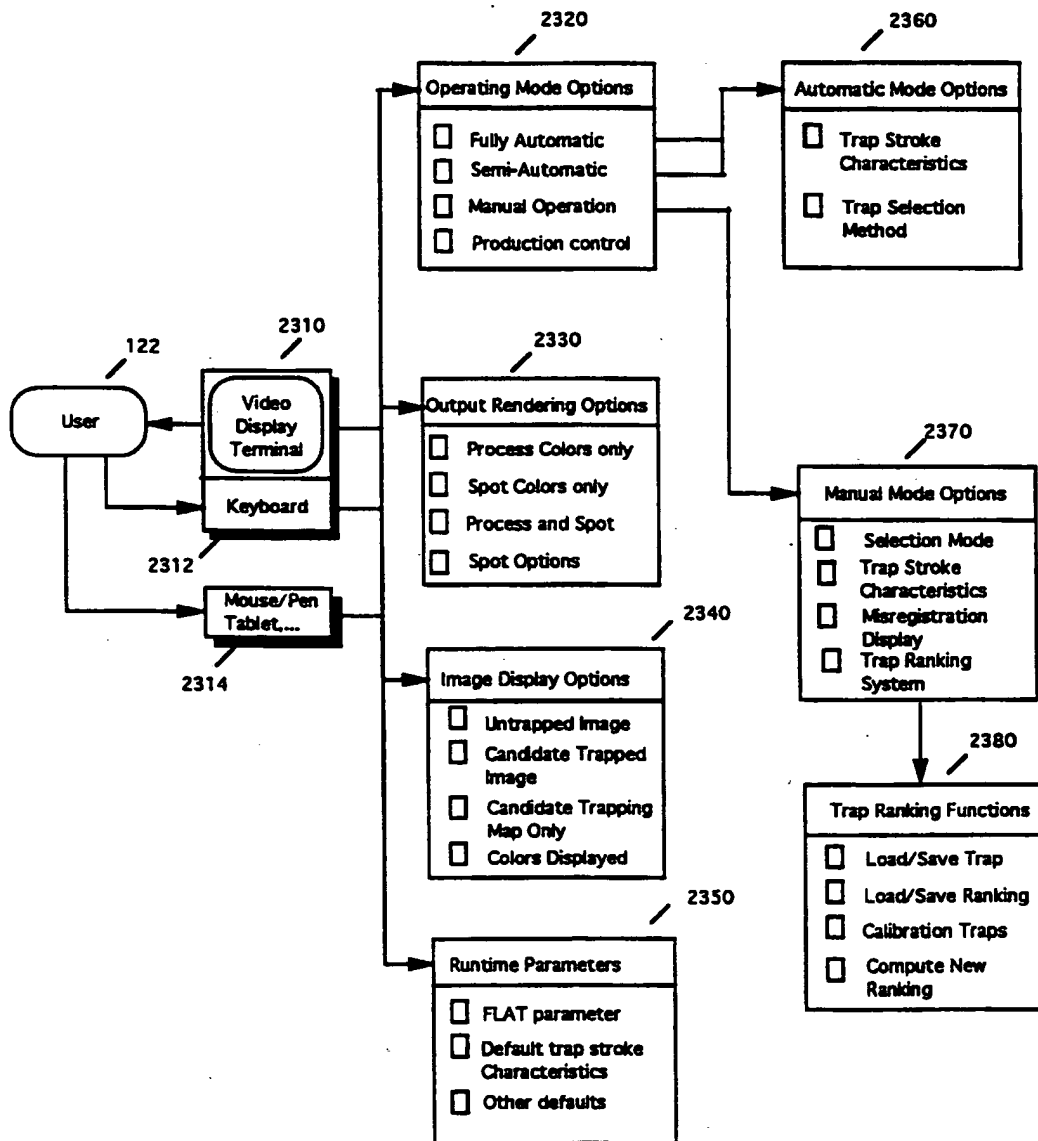 2320
Operating Mode Options
Fully Automatic
Semi-Automatic
Manual Operation
Production control
2360
Automatic Mode Options
Trap Stroke
Characteristics
Trap Selection
Method
122
User
2310
Video
Display
Terminal
Keyboard
2312
Mouse/Pen
Tablet,...
2314
2330
Output Rendering Options
Process Colors only
Spot Colors only
Process and Spot
Spot Options
2370
Manual Mode Options
Selection Mode
Trap Stroke
Characteristics
Misregistration
Display
Trap Ranking
System
2340
Image Display Options
Untrapped Image
Candidate Trapped
Image
Candidate Trapping
Map Only
Colors Displayed
2380
Trap Ranking Functions
Load/Save Trap
Load/Save Ranking
Calibration Traps
Compute New
Ranking
2350
Runtime Parameters
FLAT parameter
Default trap stroke
Characteristics
Other defaults